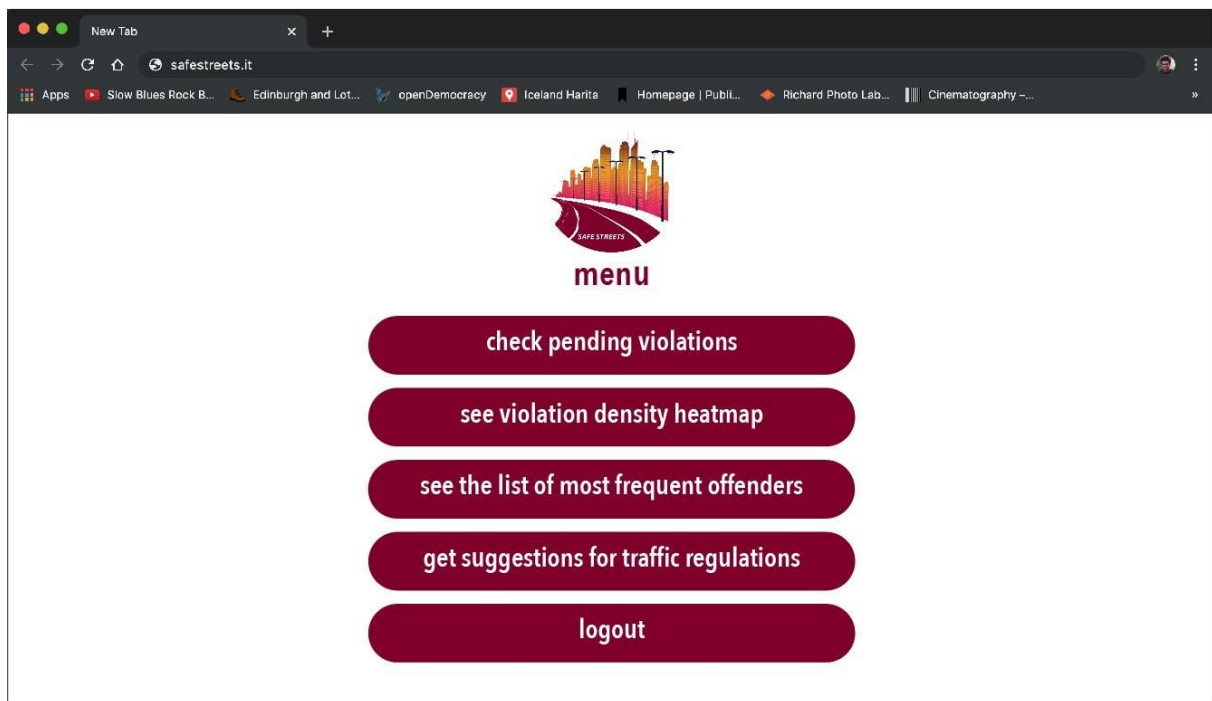 New Tab
safestreets.it
Apps Slow Blues Rock B... Edinburgh and Lot... openDemocracy Iceland Harita Homepage | Publi... Richard Photo Lab... Cinematography –... »
SAFE STREETS
menu
check pending violations
see violation density heatmap
see the list of most frequent offenders
get suggestions for traffic regulations
logout